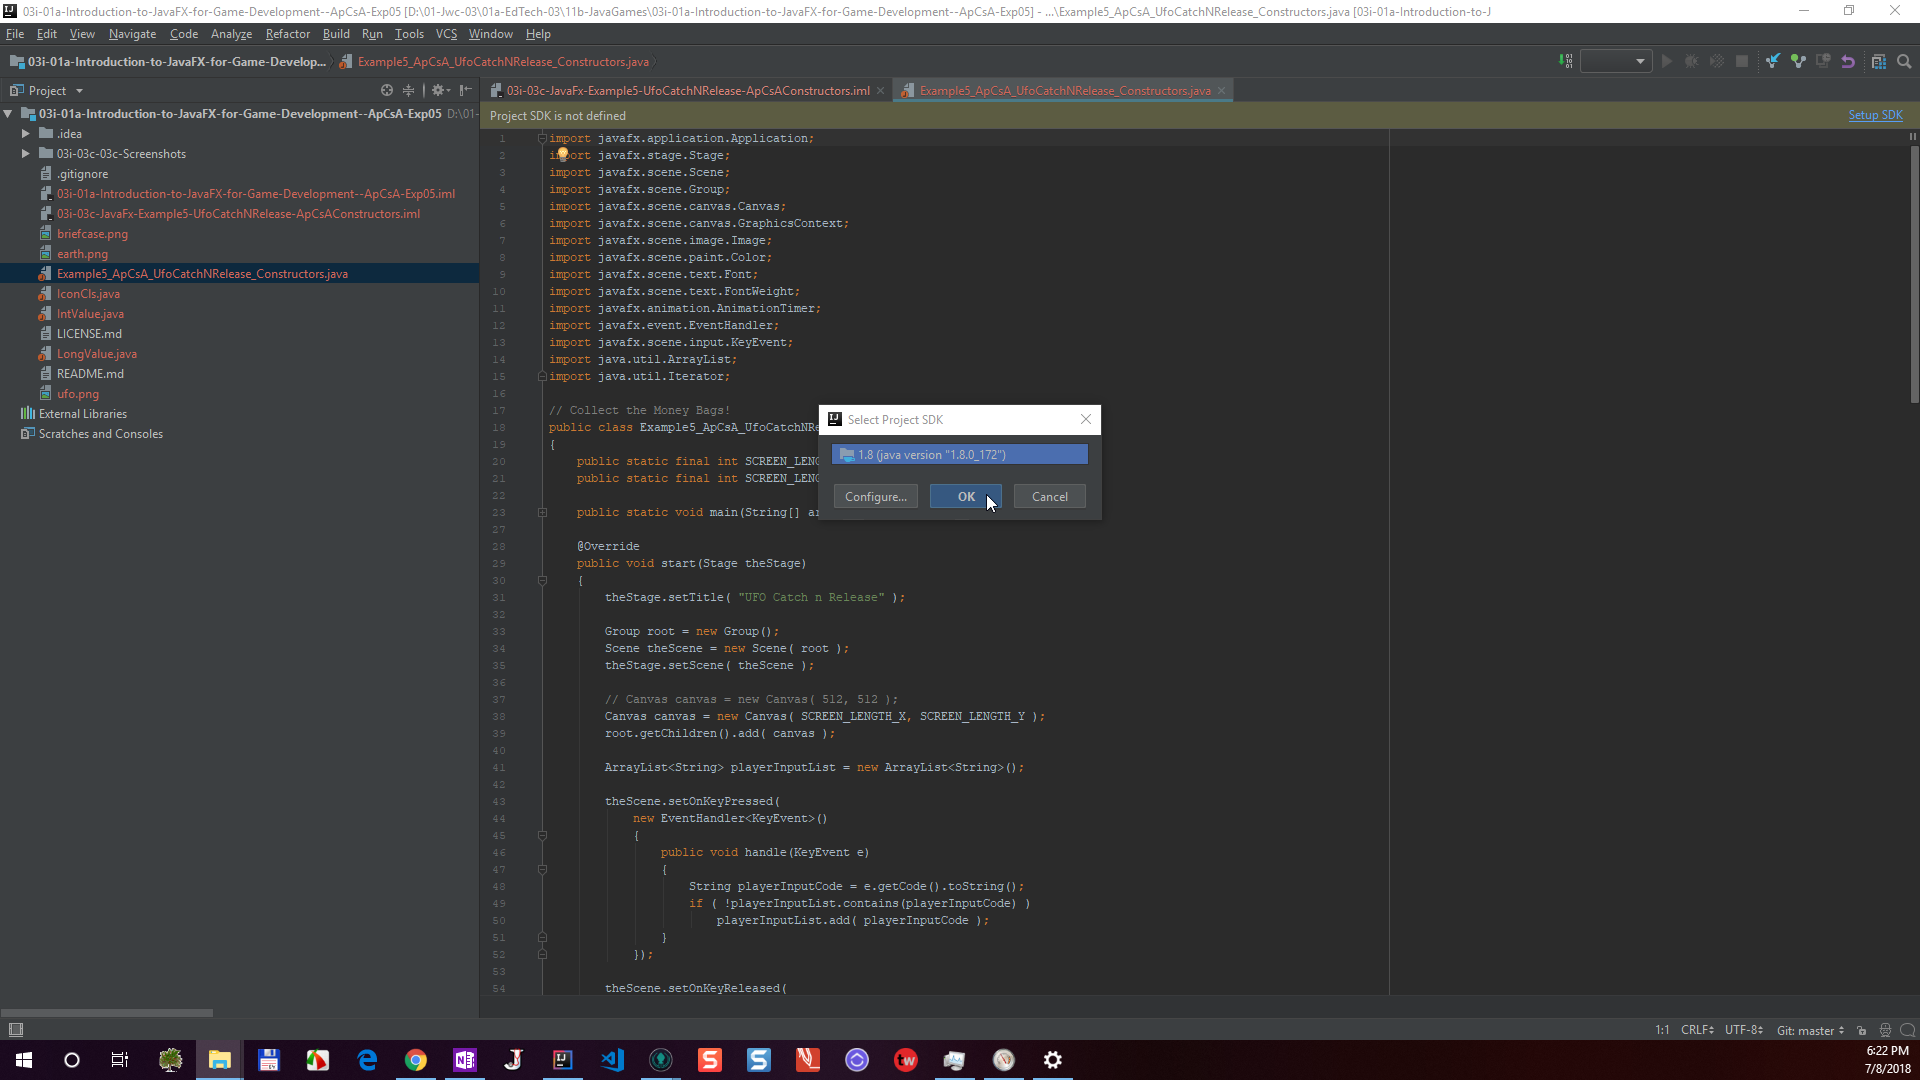 03i-01a-Introduction-to-JavaFX-for-Game-Development--ApCsA-Exp05 [D:\01-Jwc-03\01a-EdTech-03\11b-JavaGames\03i-01a-Introduction-to-JavaFX-for-Game-Development--ApCsA-Exp05] - ...\Example5_ApCsA_UfoCatchNRelease_Constructors.java [03i-01a-Introduction-to-J
File Edit View Navigate Code Analyze Refactor Build Run Tools VCS Window Help
03i-01a-Introduction-to-JavaFX-for-Game-Develop... Example5_ApCsA_UfoCatchNRelease_Constructors.java
Project
03i-03c-JavaFx-Example5-UfoCatchNRelease-ApCsAConstructors.iml Example5_ApCsA_UfoCatchNRelease_Constructors.java
Project SDK is not defined Setup SDK
03i-01a-Introduction-to-JavaFX-for-Game-Development--ApCsA-Exp05 D:\01-
.idea
03i-03c-03c-Screenshots
.gitignore
03i-01a-Introduction-to-JavaFX-for-Game-Development--ApCsA-Exp05.iml
03i-03c-JavaFx-Example5-UfoCatchNRelease-ApCsAConstructors.iml
briefcase.png
earth.png
Example5_ApCsA_UfoCatchNRelease_Constructors.java
IconCls.java
IntValue.java
LICENSE.md
LongValue.java
README.md
ufo.png
External Libraries
Scratches and Consoles
1 import javafx.application.Application;
2 import javafx.stage.Stage;
3 import javafx.scene.Scene;
4 import javafx.scene.Group;
5 import javafx.scene.canvas.Canvas;
6 import javafx.scene.canvas.GraphicsContext;
7 import javafx.scene.image.Image;
8 import javafx.scene.paint.Color;
9 import javafx.scene.text.Font;
10 import javafx.scene.text.FontWeight;
11 import javafx.animation.AnimationTimer;
12 import javafx.event.EventHandler;
13 import javafx.scene.input.KeyEvent;
14 import java.util.ArrayList;
15 import java.util.Iterator;
16
17 // Collect the Money Bags!
18 public class Example5_ApCsA_UfoCatchNRe
19 {
20 public static final int SCREEN_LENG
21 public static final int SCREEN_LENG
22
23 public static void main(String[] ar
27
28 @Override
29 public void start(Stage theStage)
30 {
31 theStage.setTitle( "UFO Catch n Release" );
32
33 Group root = new Group();
34 Scene theScene = new Scene( root );
35 theStage.setScene( theScene );
36
37 // Canvas canvas = new Canvas( 512, 512 );
38 Canvas canvas = new Canvas( SCREEN_LENGTH_X, SCREEN_LENGTH_Y );
39 root.getChildren().add( canvas );
40
41 ArrayList<String> playerInputList = new ArrayList<String>();
42
43 theScene.setOnKeyPressed(
44 new EventHandler<KeyEvent>()
45 {
46 public void handle(KeyEvent e)
47 {
48 String playerInputCode = e.getCode().toString();
49 if ( !playerInputList.contains(playerInputCode) )
50 playerInputList.add( playerInputCode );
51 }
52 });
53
54 theScene.setOnKeyReleased(
Select Project SDK
1.8 (java version "1.8.0_172")
Configure... OK Cancel
1:1 CRLF UTF-8 Git: master
6:22 PM
7/8/2018